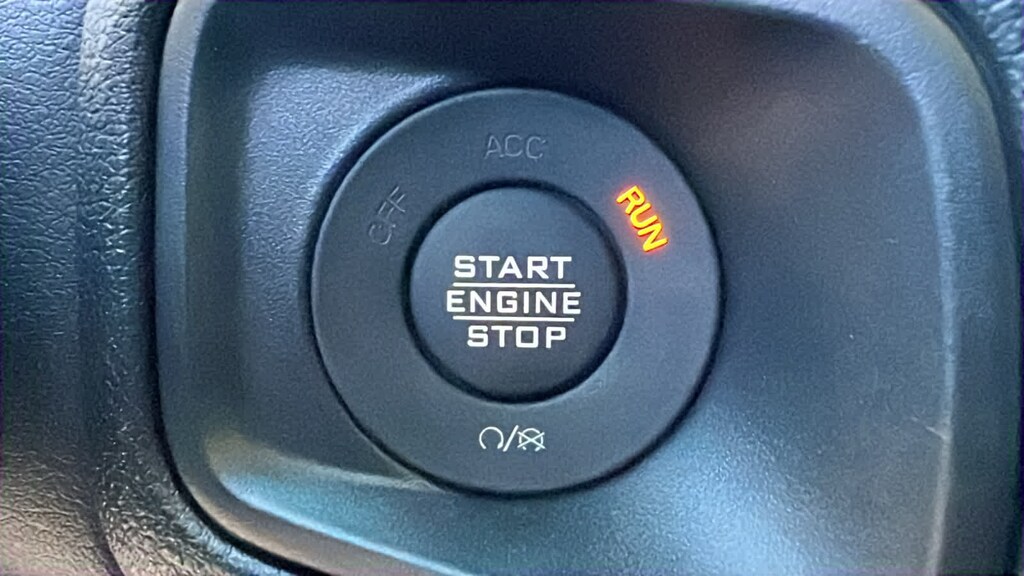 ACC
OFF
RUN
START
ENGINE
STOP